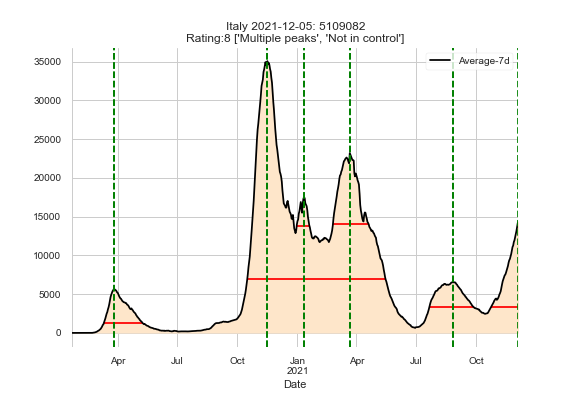 Italy 2021-12-05: 5109082
Rating:8 ['Multiple peaks', 'Not in control']
Average-7d
35000
30000
25000
20000
15000
10000
5000
0
Apr Jul Oct Jan Apr Jul Oct
2021
Date